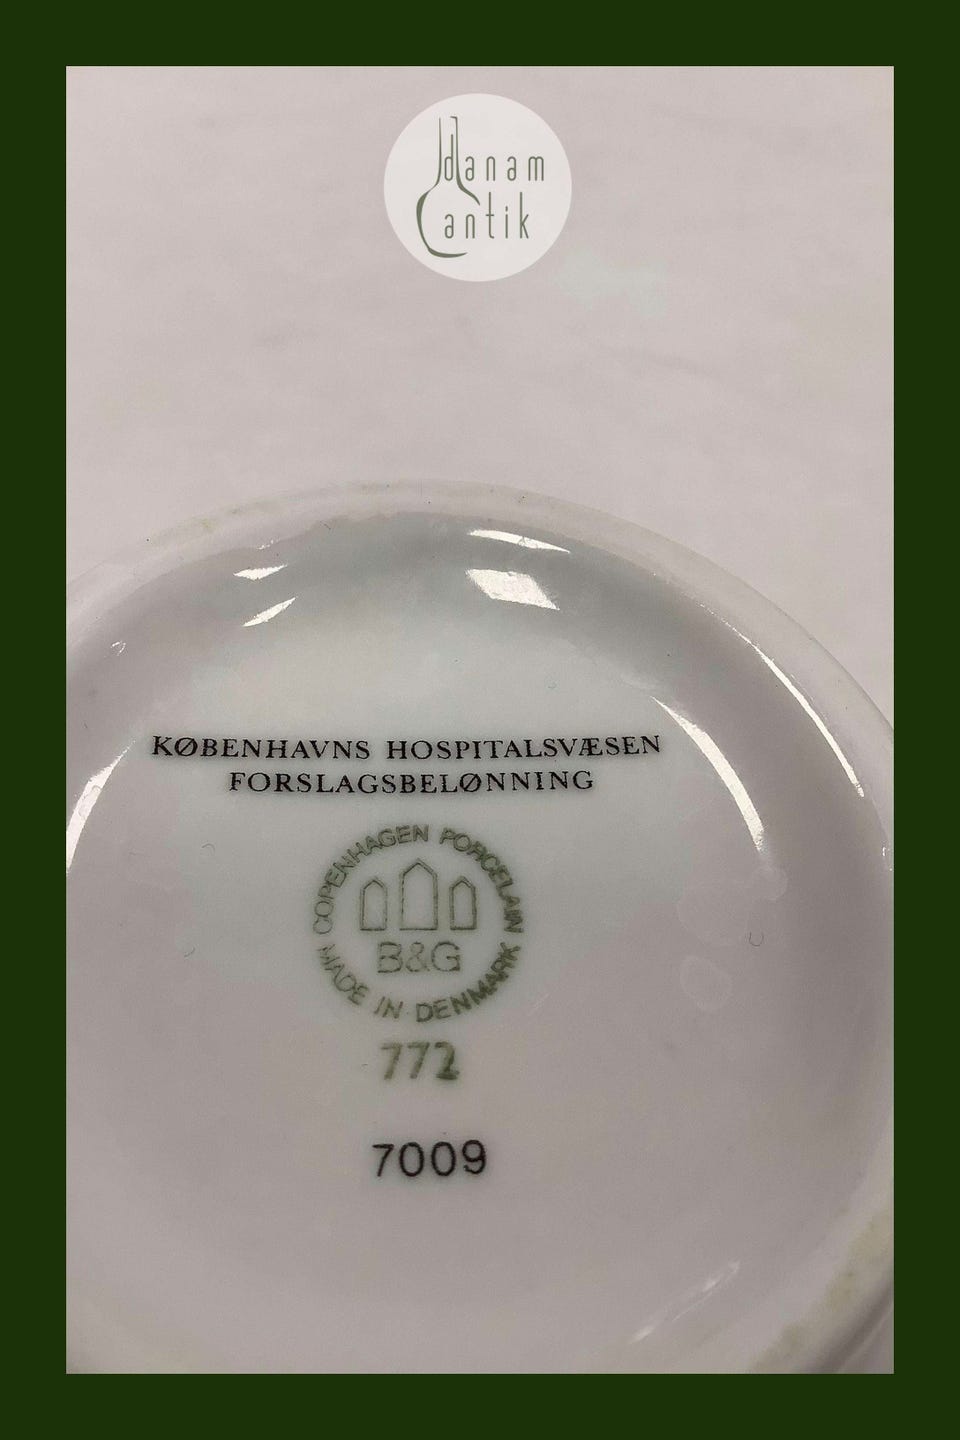 danam
antik
KØBENHAVNS HOSPITALSVÆSEN
FORSLAGSBELØNNING
COPENHAGEN PORCELAIN
B&G
MADE IN DENMARK
772
7009